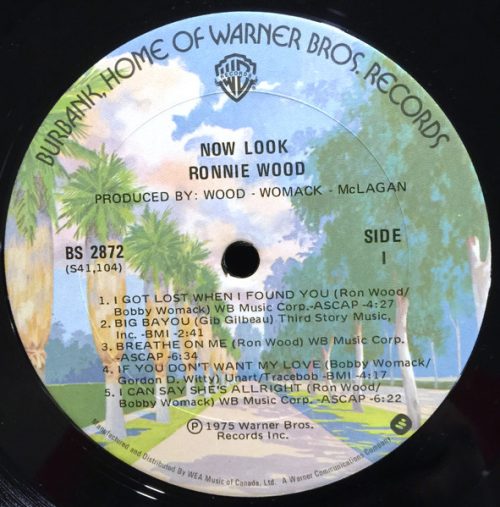 BURBANK, HOME OF WARNER BROS. RECORDS
WB
RECORDS
NOW LOOK
RONNIE WOOD
PRODUCED BY: WOOD - WOMACK - McLAGAN
BS 2872
(S41,104)
SIDE
I
1. I GOT LOST WHEN I FOUND YOU (Ron Wood/
Bobby Womack) WB Music Corp.-ASCAP - 4:27
2. BIG BAYOU (Gib Gilbeau) Third Story Music,
Inc. -BMI -2:41
3. BREATHE ON ME (Ron Wood) WB Music Corp.
-ASCAP - 6:34
4. IF YOU DON'T WANT MY LOVE (Bobby Womack/
Gordon D. Witty) Unart/Tracebob -BMI -4:17
5. I CAN SAY SHE'S ALLRIGHT (Ron Wood/
Bobby Womack) WB Music Corp. -ASCAP - 6:22
Ⓟ 1975 Warner Bros.
Records Inc.
Manufactured and Distributed By WEA Music of Canada, Ltd. A Warner Communications Company